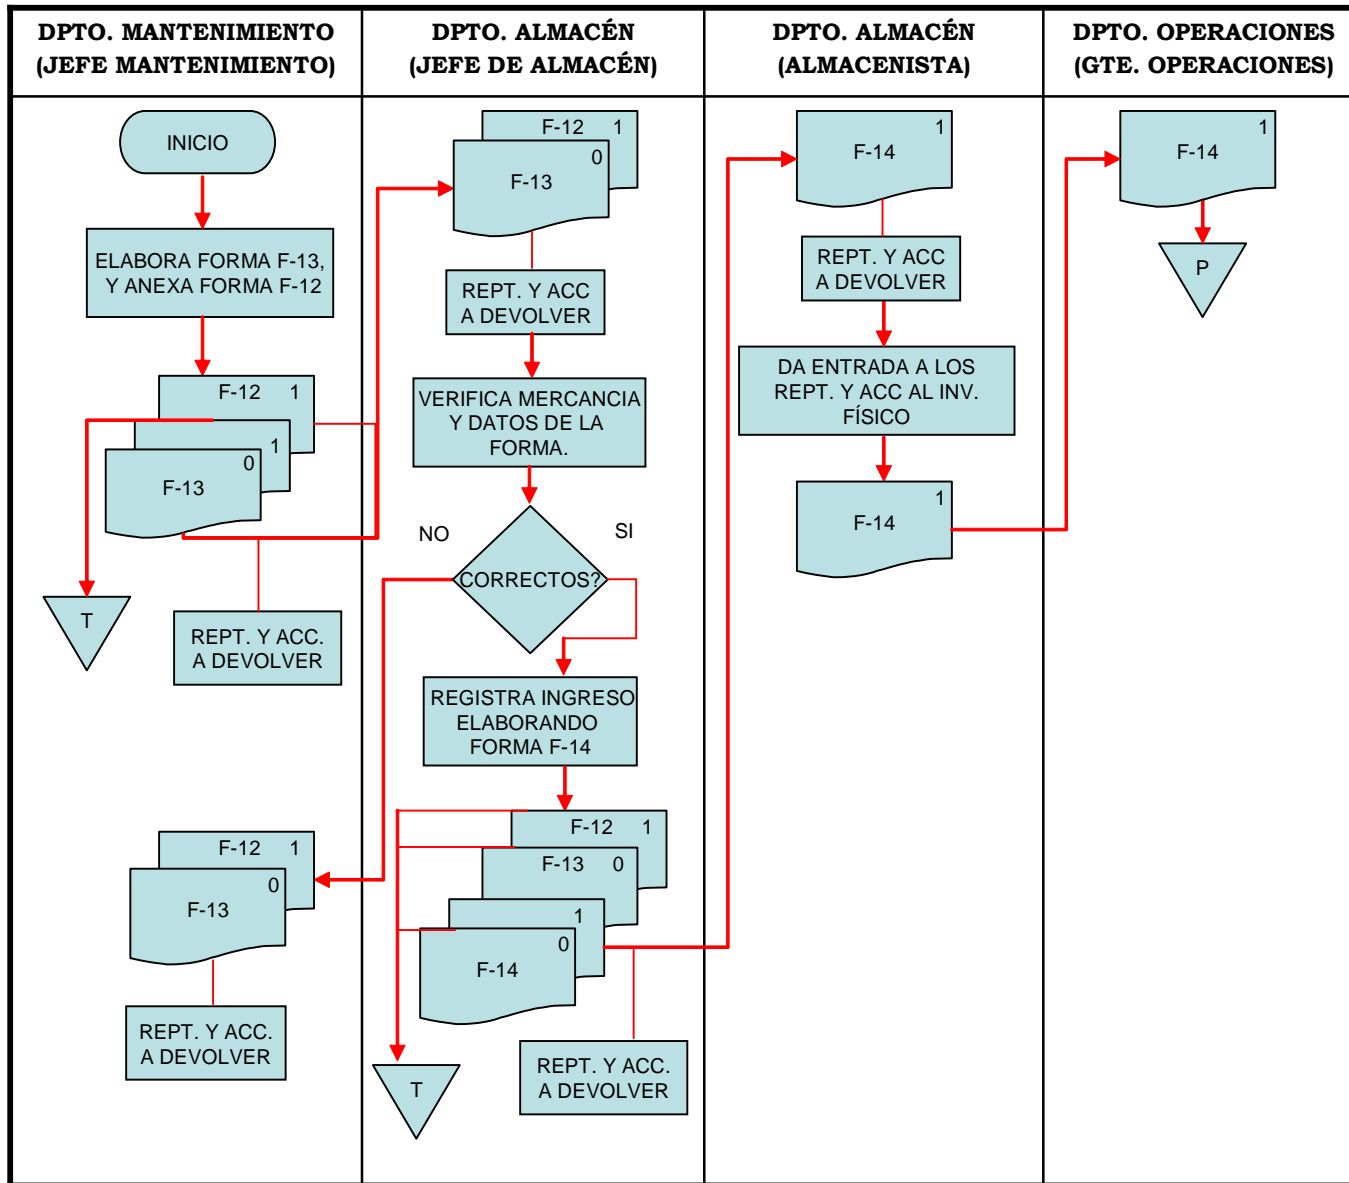 DPTO. MANTENIMIENTO
(JEFE MANTENIMIENTO)
DPTO. ALMACÉN
(JEFE DE ALMACÉN)
DPTO. ALMACÉN
(ALMACENISTA)
DPTO. OPERACIONES
(GTE. OPERACIONES)
INICIO
ELABORA FORMA F-13,
Y ANEXA FORMA F-12
F-12 1
1
0
F-13
T
REPT. Y ACC.
A DEVOLVER
F-12 1
0
F-13
REPT. Y ACC.
A DEVOLVER
F-12 1
0
F-13
REPT. Y ACC
A DEVOLVER
VERIFICA MERCANCIA
Y DATOS DE LA
FORMA.
NO
SI
CORRECTOS?
REGISTRA INGRESO
ELABORANDO
FORMA F-14
F-12 1
F-13 0
1
0
F-14
T
REPT. Y ACC.
A DEVOLVER
1
F-14
REPT. Y ACC
A DEVOLVER
DA ENTRADA A LOS
REPT. Y ACC AL INV.
FÍSICO
1
F-14
1
F-14
P